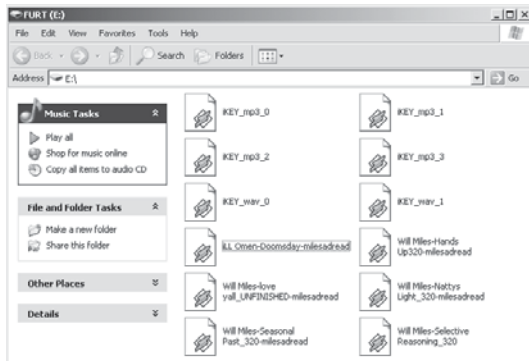 FURT (E:)
File Edit View Favorites Tools Help
Back Search Folders
Address E:\ Go
Music Tasks
Play all
Shop for music online
Copy all items to audio CD
File and Folder Tasks
Make a new folder
Share this folder
Other Places
Details
iKEY_mp3_0
iKEY_mp3_1
iKEY_mp3_2
iKEY_mp3_3
iKEY_wav_0
iKEY_wav_1
iLL Omen-Doomsday-milesadread
Will Miles-Hands
Up320-milesadread
Will Miles-love
yall_UNFINISHED-milesadread
Will Miles-Nattys
Light_320-milesadread
Will Miles-Seasonal
Past_320-milesadread
Will Miles-Selective
Reasoning_320